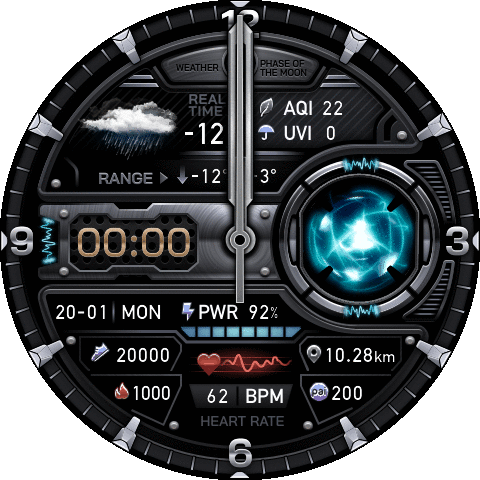 12
WEATHER
PHASE OF
THE MOON
REAL
TIME
-12
AQI 22
UVI 0
RANGE -12° -3°
9
00:00
3
20-01 MON
PWR 92%
20000
10.28km
1000
62 BPM
pai 200
HEART RATE
6